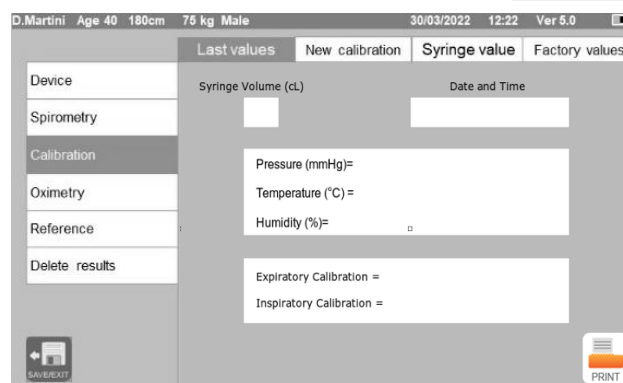 D.Martini Age 40 180cm 75 kg Male 30/03/2022 12:22 Ver 5.0
Last values New calibration Syringe value Factory values
Device
Spirometry
Calibration
Oximetry
Reference
Delete results
Syringe Volume (cL) Date and Time
Pressure (mmHg)=
Temperature (°C) =
Humidity (%)=
Expiratory Calibration =
Inspiratory Calibration =
SAVE/EXIT
PRINT